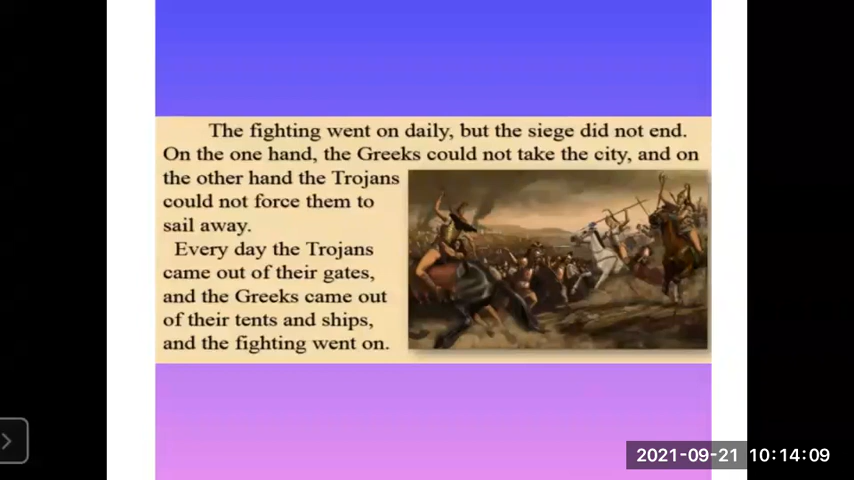 The fighting went on daily, but the siege did not end.
On the one hand, the Greeks could not take the city, and on
the other hand the Trojans
could not force them to
sail away.
Every day the Trojans
came out of their gates,
and the Greeks came out
of their tents and ships,
and the fighting went on.
2021-09-21 10:14:09